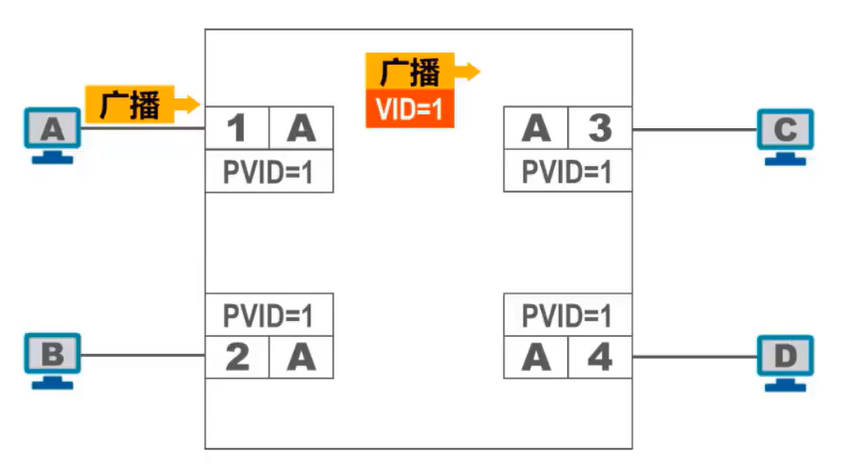 广播
VID=1
广播
A
1 A
PVID=1
A 3
PVID=1
C
B
PVID=1
2 A
PVID=1
A 4
D